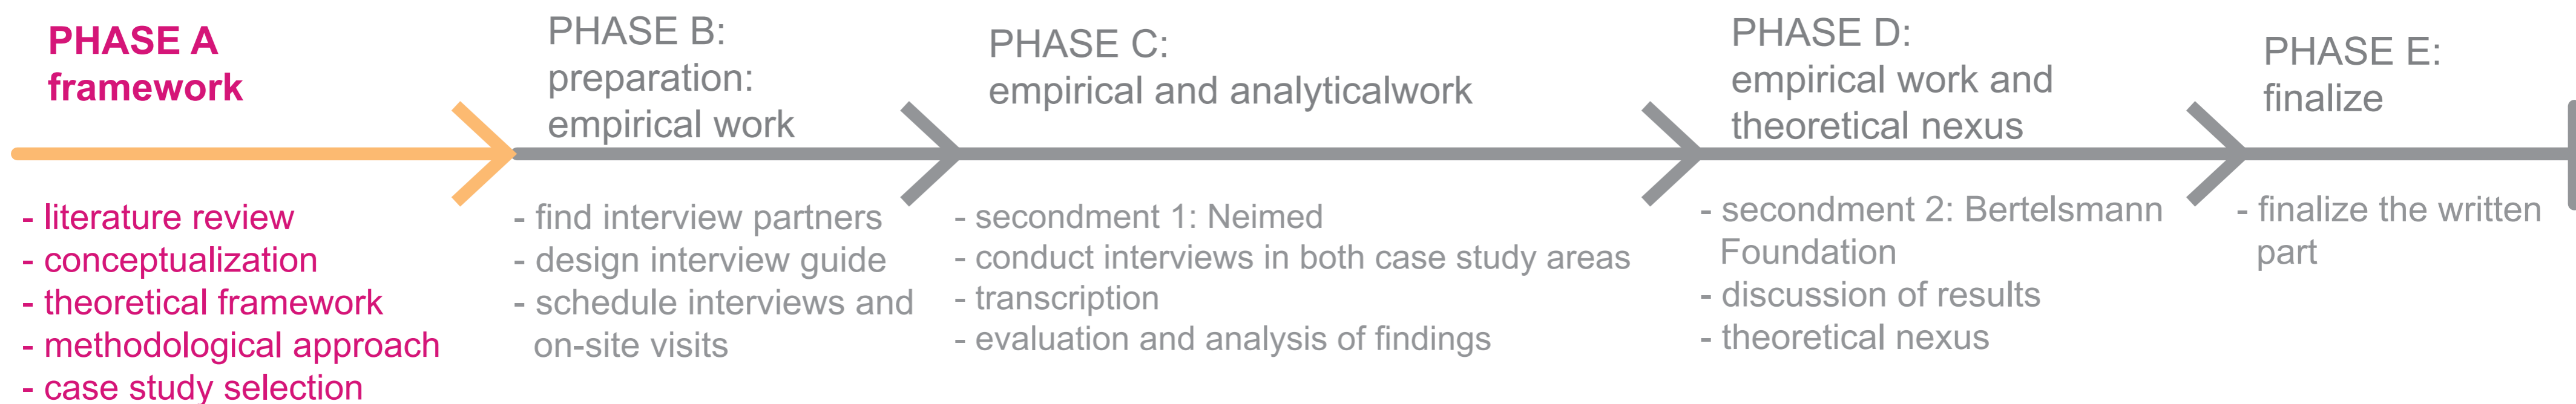 PHASE A
framework
- literature review
- conceptualization
- theoretical framework
- methodological approach
- case study selection
PHASE B:
preparation:
empirical work
- find interview partners
- design interview guide
- schedule interviews and
on-site visits
PHASE C:
empirical and analyticalwork
- secondment 1: Neimed
- conduct interviews in both case study areas
- transcription
- evaluation and analysis of findings
PHASE D:
empirical work and
theoretical nexus
- secondment 2: Bertelsmann
Foundation
- discussion of results
- theoretical nexus
PHASE E:
finalize
- finalize the written
part